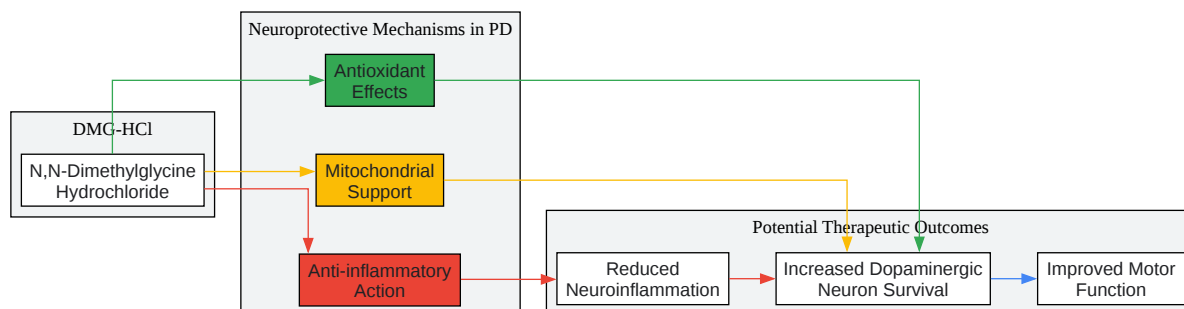 Neuroprotective Mechanisms in PD
Antioxidant
Effects
DMG-HCl
N,N-Dimethylglycine
Hydrochloride
Mitochondrial
Support
Anti-inflammatory
Action
Potential Therapeutic Outcomes
Reduced
Neuroinflammation
Increased Dopaminergic
Neuron Survival
Improved Motor
Function